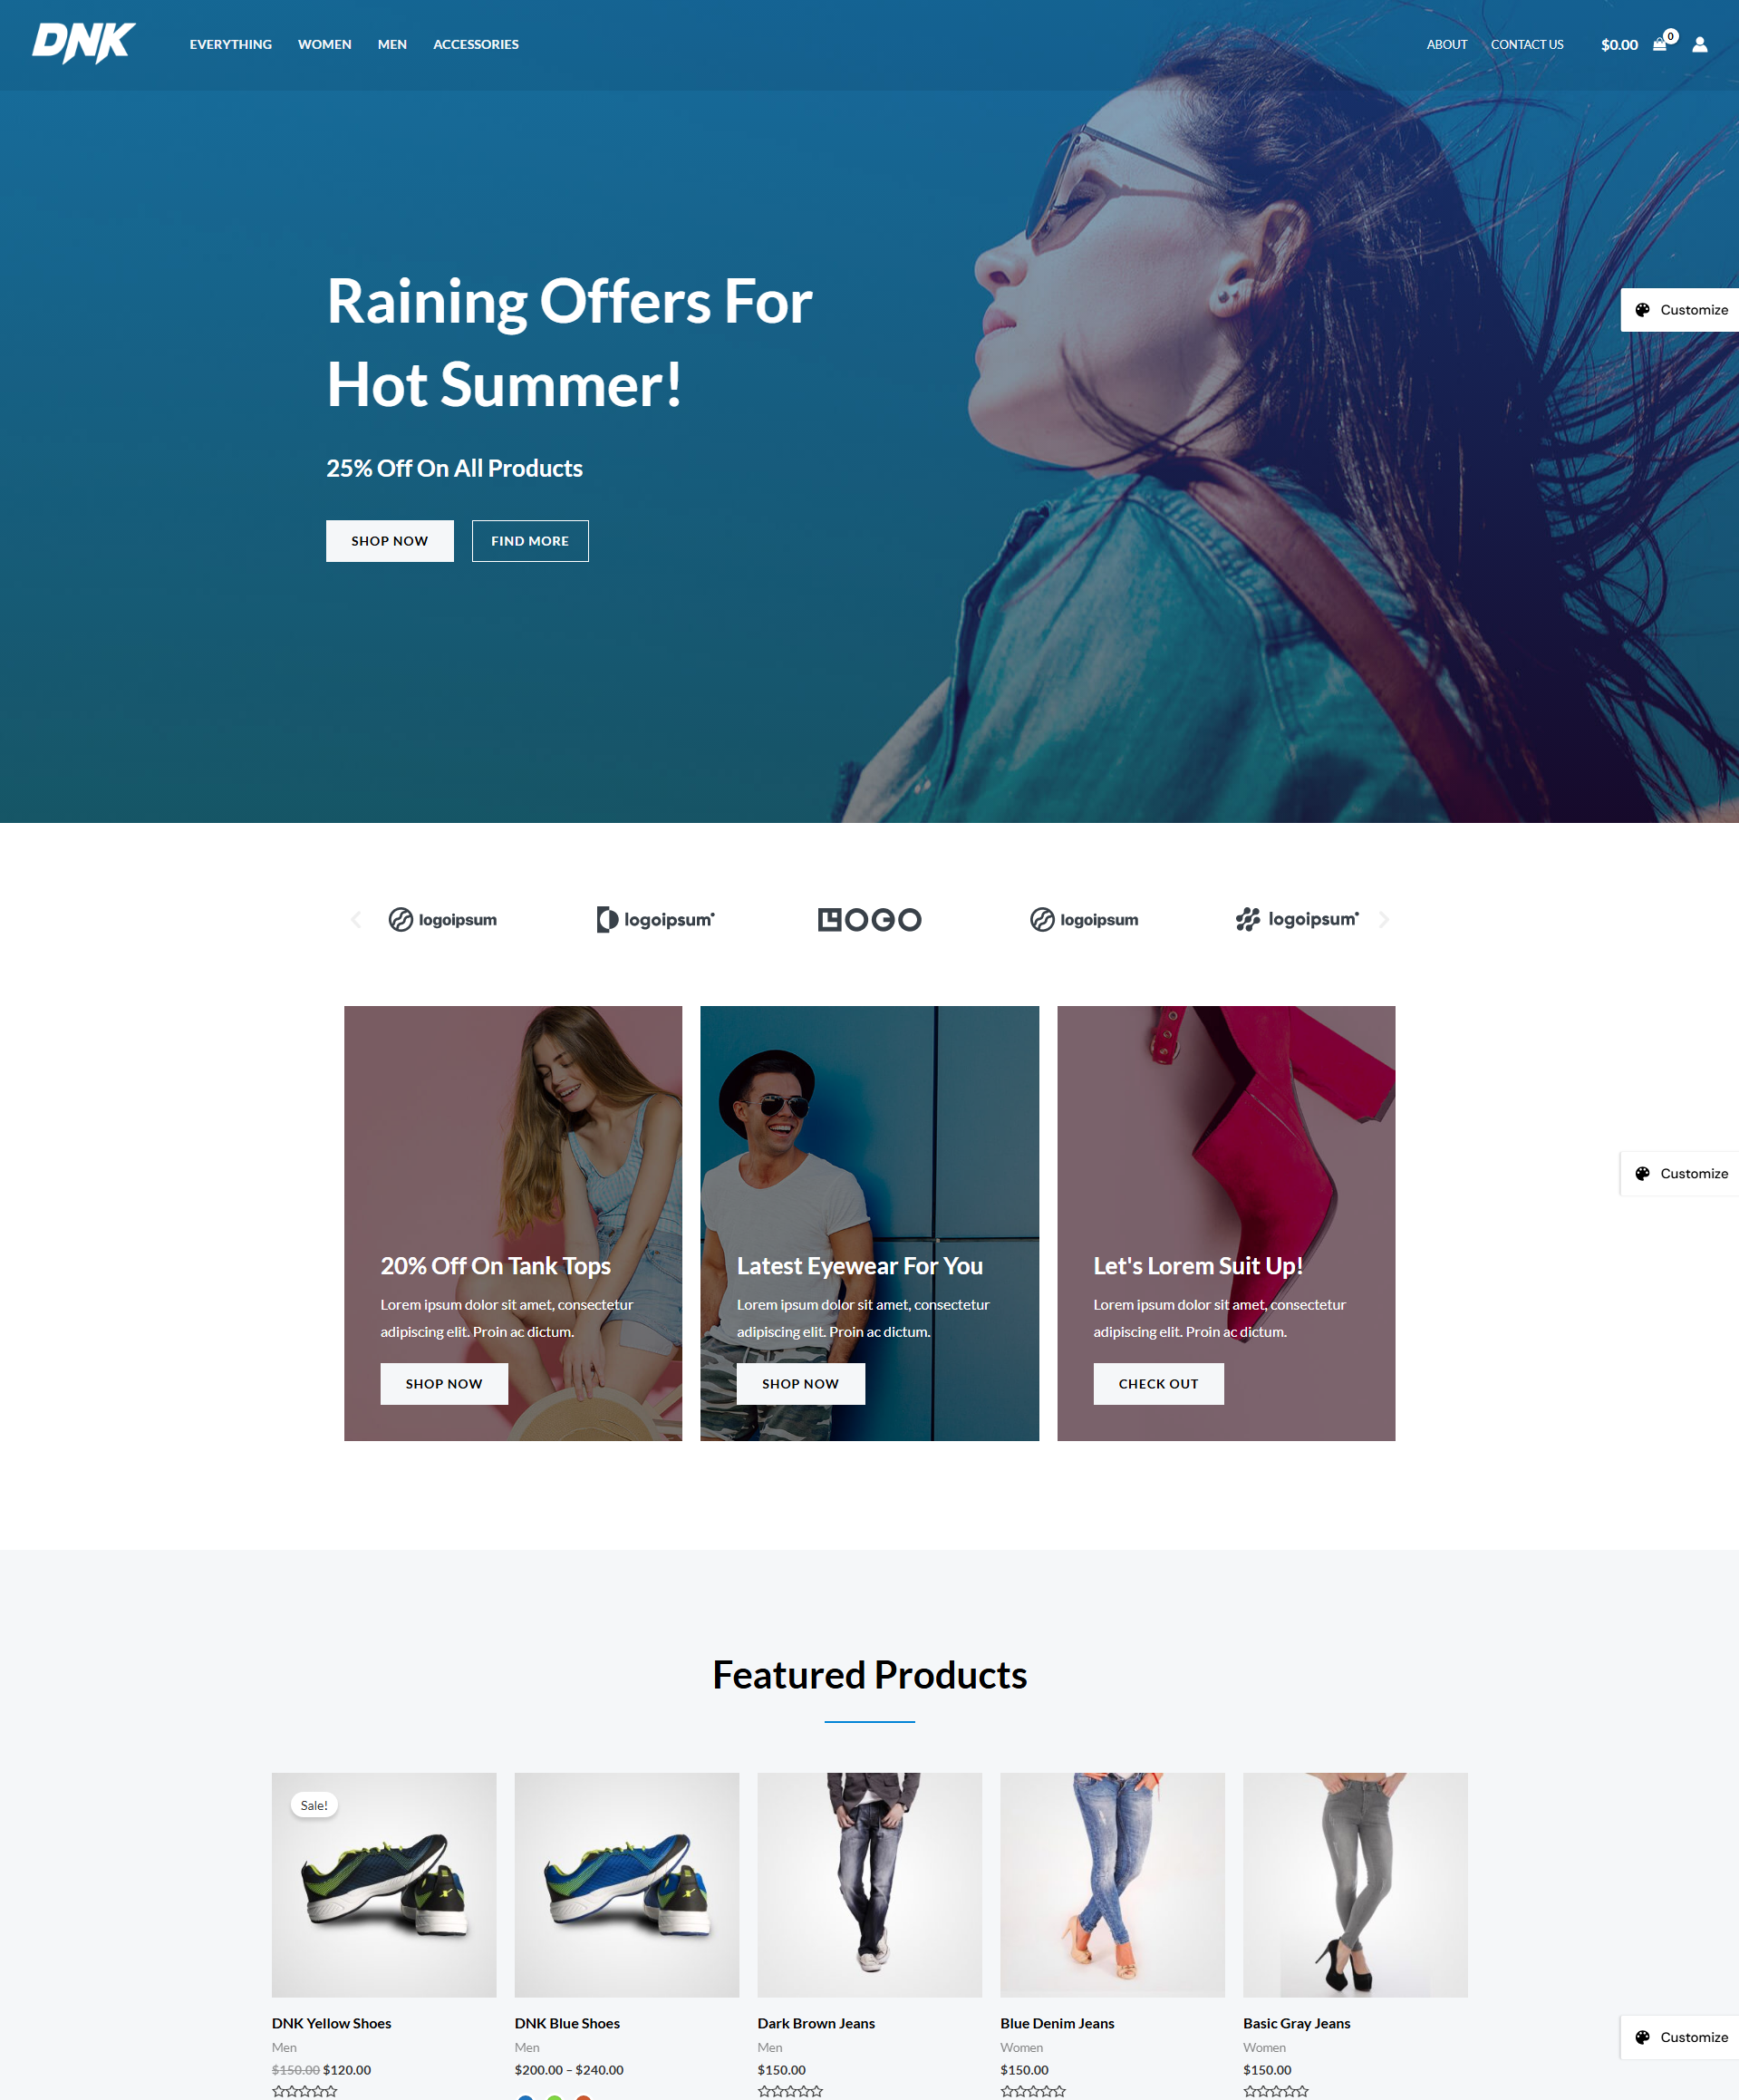 DNK
EVERYTHING WOMEN MEN ACCESSORIES
ABOUT CONTACT US $0.00 0
Raining Offers For
Hot Summer!
25% Off On All Products
SHOP NOW FIND MORE
Customize
logoipsum logoipsum LOGO logoipsum logoipsum
Customize
20% Off On Tank Tops
Lorem ipsum dolor sit amet, consectetur
adipiscing elit. Proin ac dictum.
SHOP NOW
Latest Eyewear For You
Lorem ipsum dolor sit amet, consectetur
adipiscing elit. Proin ac dictum.
SHOP NOW
Let's Lorem Suit Up!
Lorem ipsum dolor sit amet, consectetur
adipiscing elit. Proin ac dictum.
CHECK OUT
Featured Products
Sale!
DNK Yellow Shoes
Men
$150.00 $120.00
DNK Blue Shoes
Men
$200.00 – $240.00
Dark Brown Jeans
Men
$150.00
Blue Denim Jeans
Women
$150.00
Basic Gray Jeans
Women
$150.00
Customize